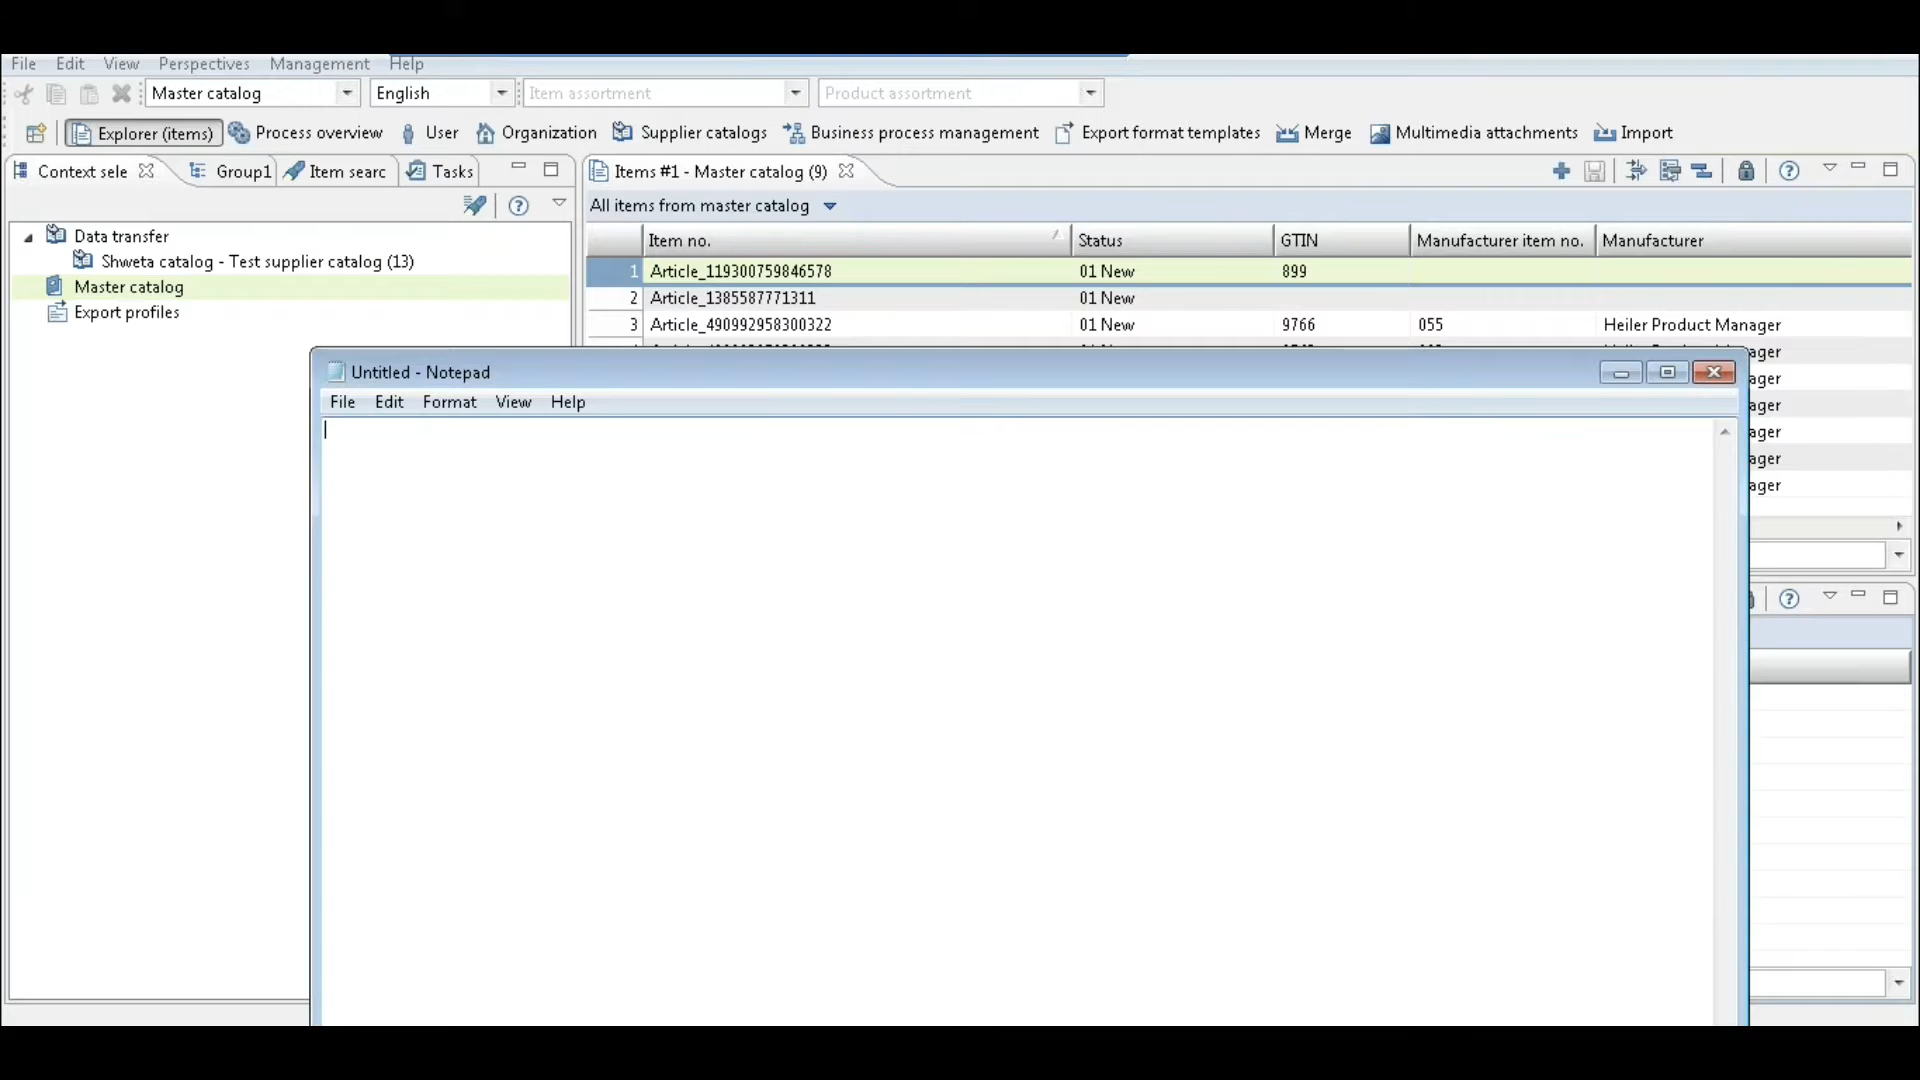 File Edit View Perspectives Management Help
Master catalog English Item assortment Product assortment
Explorer (items) Process overview User Organization Supplier catalogs Business process management Export format templates Merge Multimedia attachments Import
Context sele Group1 Item searc Tasks
Items #1 - Master catalog (9)
All items from master catalog
Data transfer
Shweta catalog - Test supplier catalog (13)
Master catalog
Export profiles
Item no. Status GTIN Manufacturer item no. Manufacturer
1 Article_119300759846578 01 New 899
2 Article_1385587771311 01 New
3 Article_490992958300322 01 New 9766 055 Heiler Product Manager
ager
ager
ager
ager
ager
ager
Untitled - Notepad
File Edit Format View Help